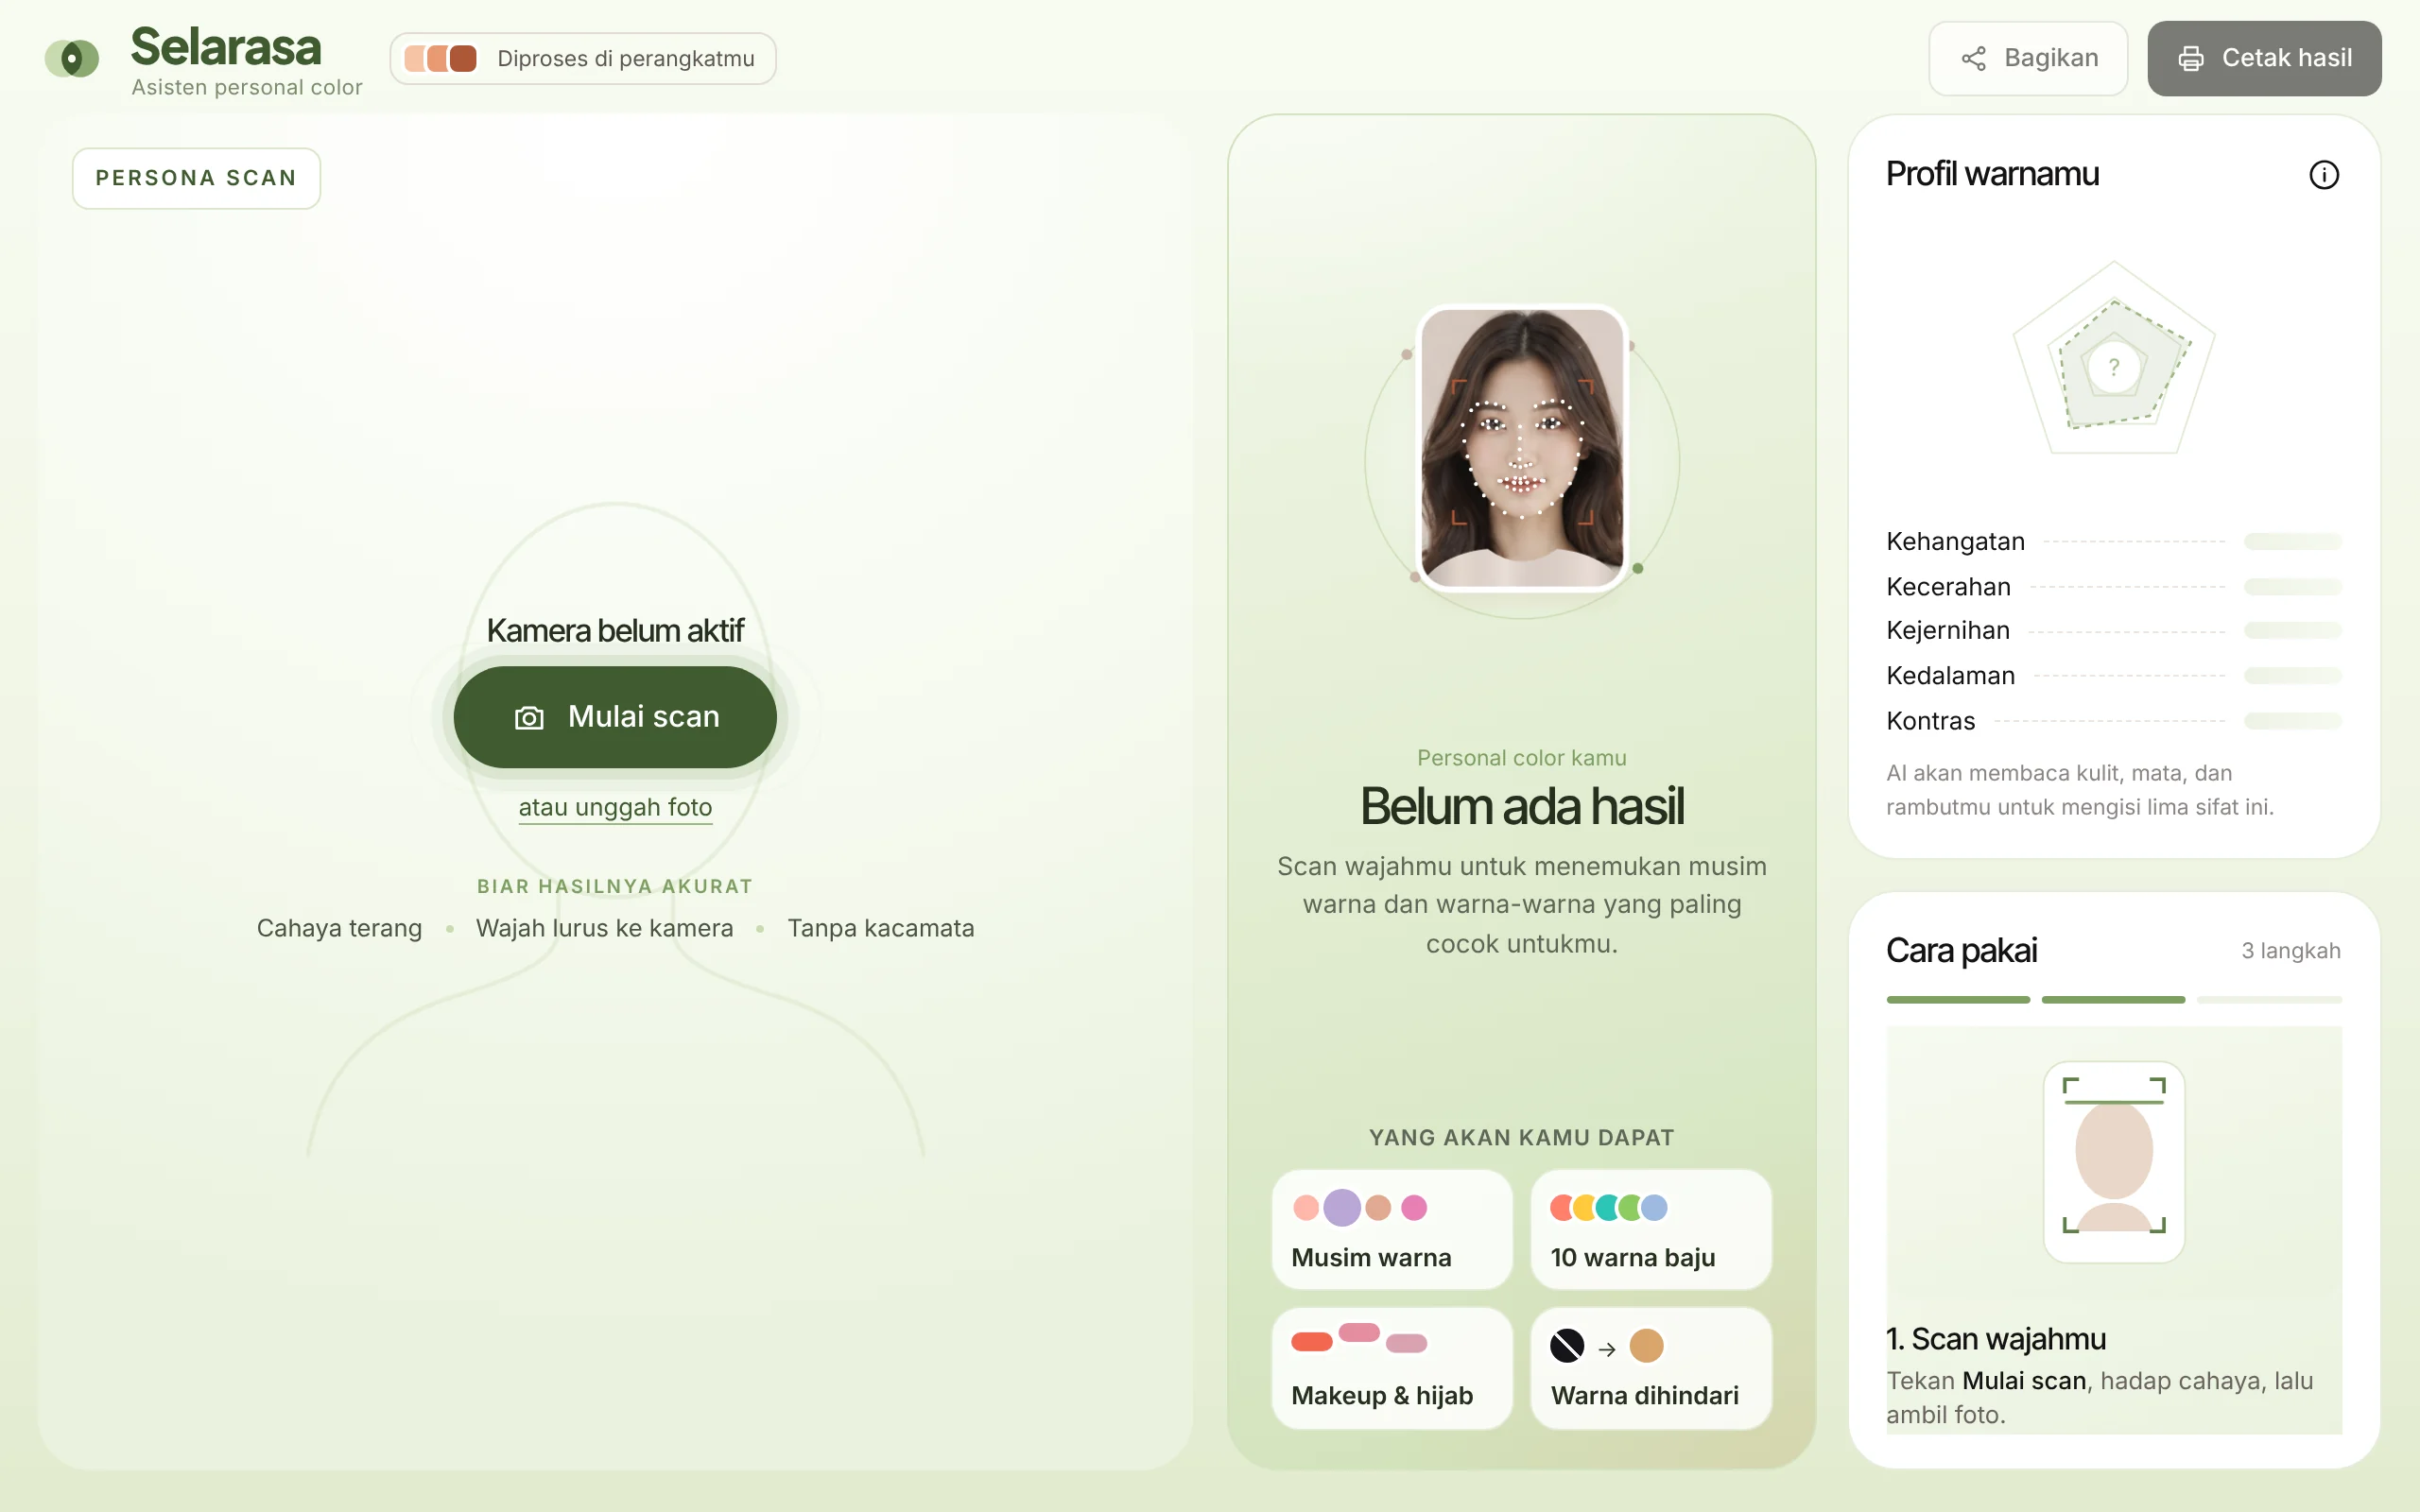 Selarasa
Asisten personal color
Diproses di perangkatmu
Bagikan
Cetak hasil
PERSONA SCAN
Kamera belum aktif
Mulai scan
atau unggah foto
BIAR HASILNYA AKURAT
Cahaya terang • Wajah lurus ke kamera • Tanpa kacamata
Personal color kamu
Belum ada hasil
Scan wajahmu untuk menemukan musim
warna dan warna-warna yang paling
cocok untukmu.
YANG AKAN KAMU DAPAT
Musim warna
10 warna baju
Makeup & hijab
Warna dihindari
Profil warnamu
?
Kehangatan
Kecerahan
Kejernihan
Kedalaman
Kontras
AI akan membaca kulit, mata, dan
rambutmu untuk mengisi lima sifat ini.
Cara pakai
3 langkah
1. Scan wajahmu
Tekan Mulai scan, hadap cahaya, lalu
ambil foto.